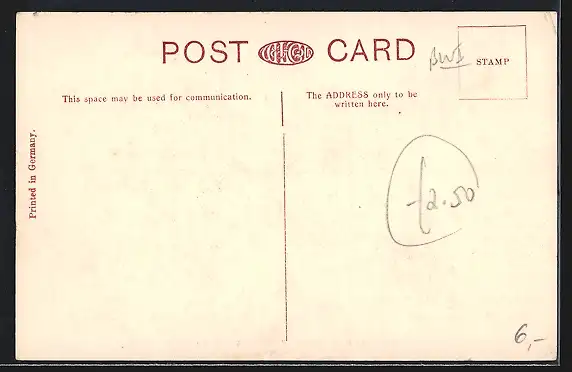 POST CARD
BWI
STAMP
This space may be used for communication.
The ADDRESS only to be
written here.
Printed in Germany.
2.50
6,-